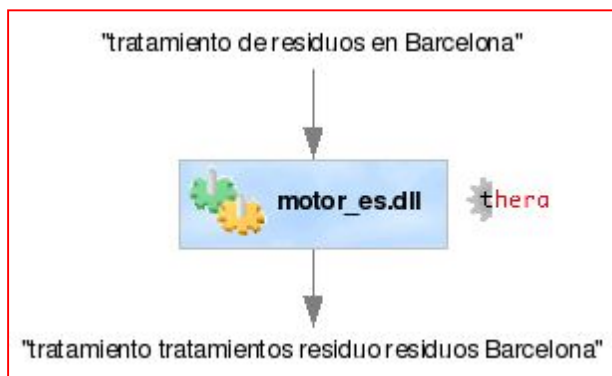 "tratamiento de residuos en Barcelona"
motor_es.dll
thera
"tratamiento tratamientos residuo residuos Barcelona"